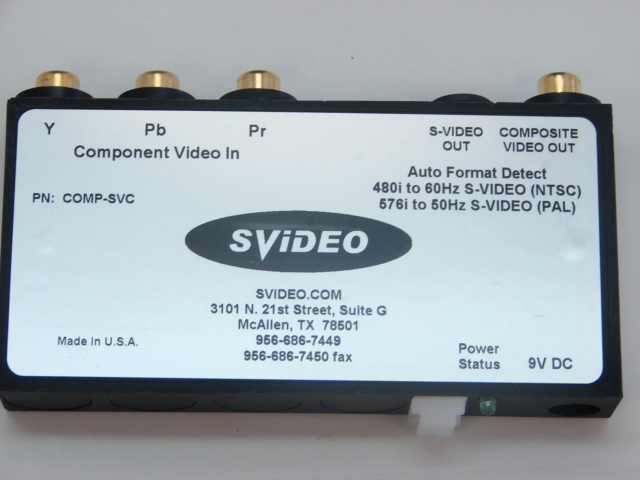 Y Pb Pr
Component Video In
S-VIDEO OUT
COMPOSITE VIDEO OUT
Auto Format Detect
480i to 60Hz S-VIDEO (NTSC)
576i to 50Hz S-VIDEO (PAL)
PN: COMP-SVC
SViDEO
SVIDEO.COM
3101 N. 21st Street, Suite G
McAllen, TX 78501
956-686-7449
956-686-7450 fax
Made In U.S.A.
Power
Status
9V DC